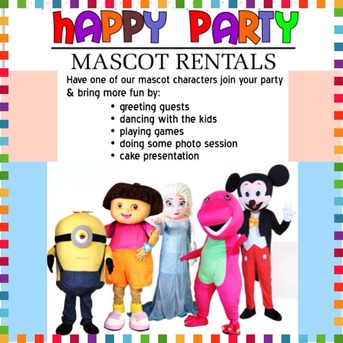 HAPPY PARTY
MASCOT RENTALS
Have one of our mascot characters join your party
& bring more fun by:
• greeting guests
• dancing with the kids
• playing games
• doing some photo session
• cake presentation